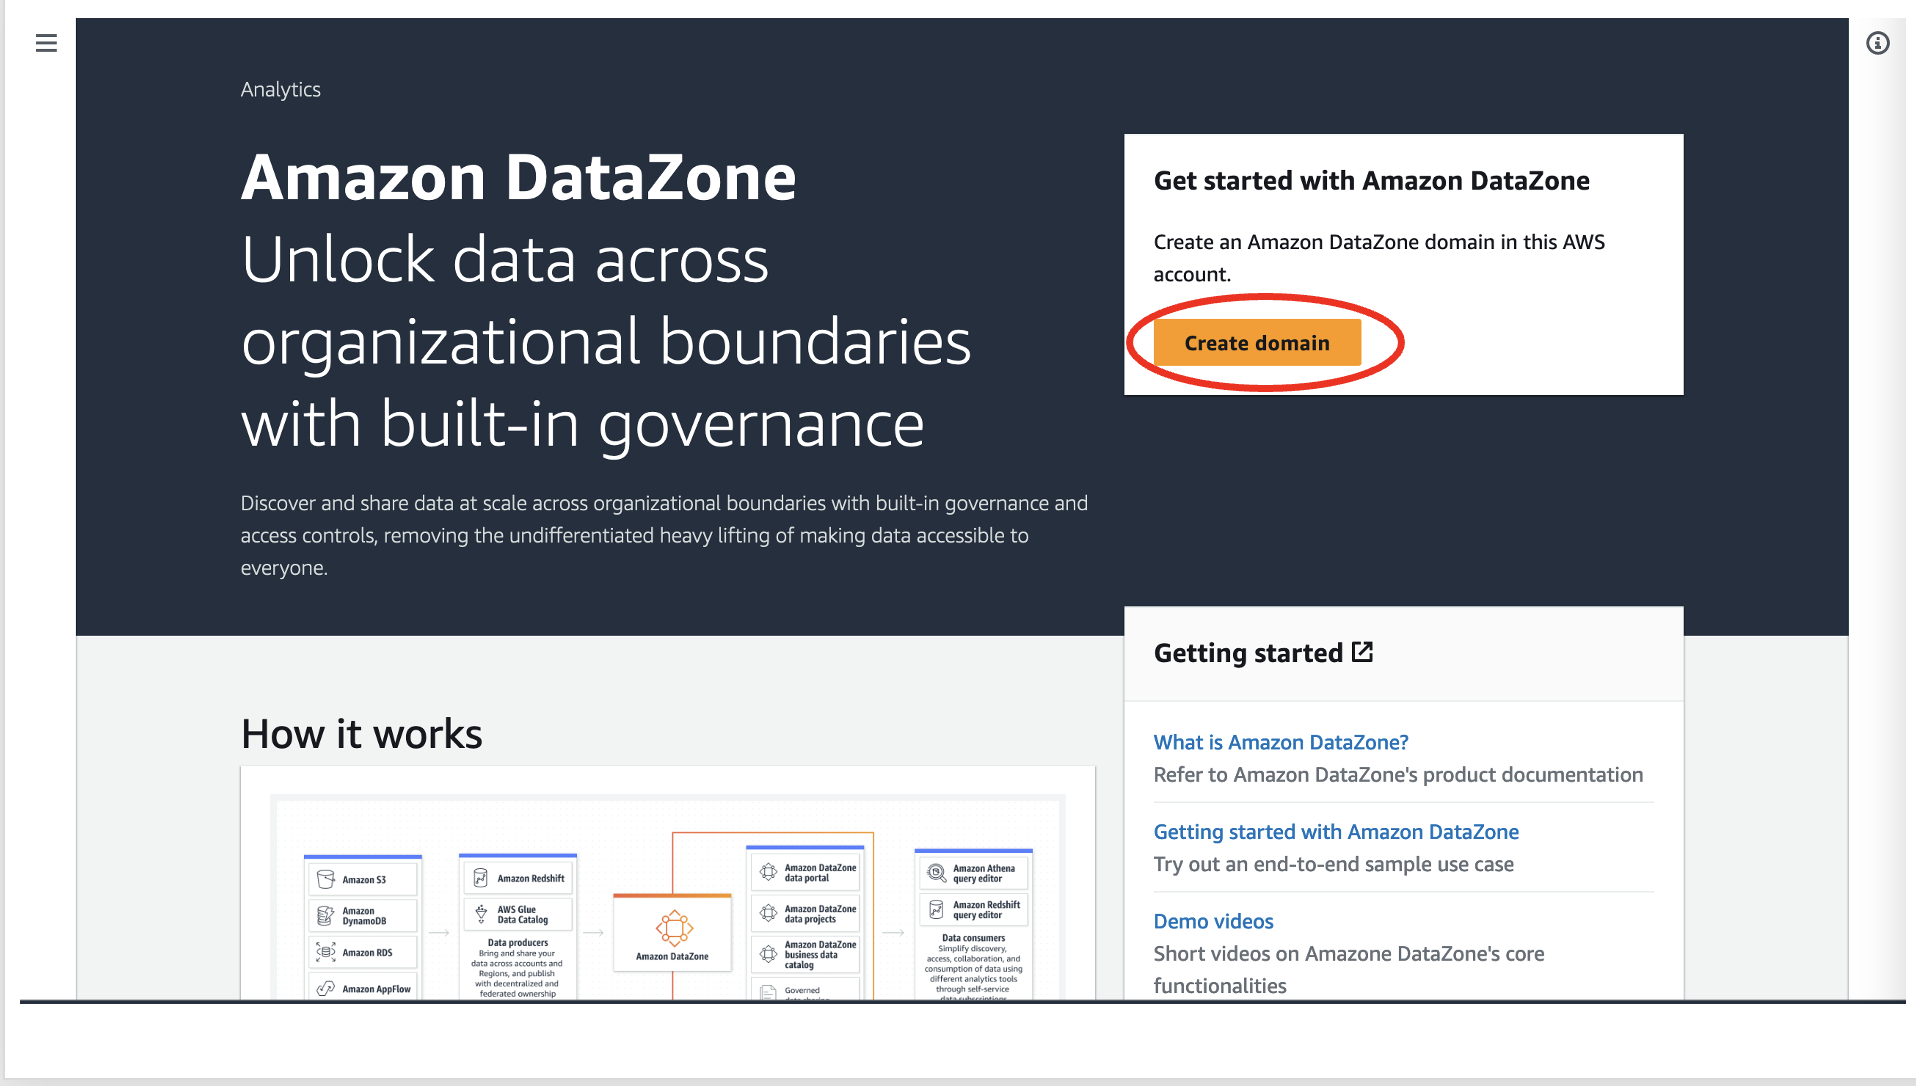 Analytics
Amazon DataZone
Unlock data across
organizational boundaries
with built-in governance
Discover and share data at scale across organizational boundaries with built-in governance and
access controls, removing the undifferentiated heavy lifting of making data accessible to
everyone.
Get started with Amazon DataZone
Create an Amazon DataZone domain in this AWS
account.
Create domain
How it works
Amazon S3
Amazon
DynamoDB
Amazon RDS
Amazon AppFlow
Amazon Redshift
AWS Glue
Data Catalog
Data producers
Bring and share your
data across accounts and
Regions, and publish
with decentralized and
federated ownership
Amazon DataZone
Amazon DataZone
data portal
Amazon DataZone
data projects
Amazon DataZone
business data
catalog
Governed
data sharing
Amazon Athena
query editor
Amazon Redshift
query editor
Data consumers
Simplify discovery,
access, collaboration, and
consumption of data using
different analytics tools
through self-service
data subscriptions
Getting started
What is Amazon DataZone?
Refer to Amazon DataZone's product documentation
Getting started with Amazon DataZone
Try out an end-to-end sample use case
Demo videos
Short videos on Amazone DataZone's core
functionalities